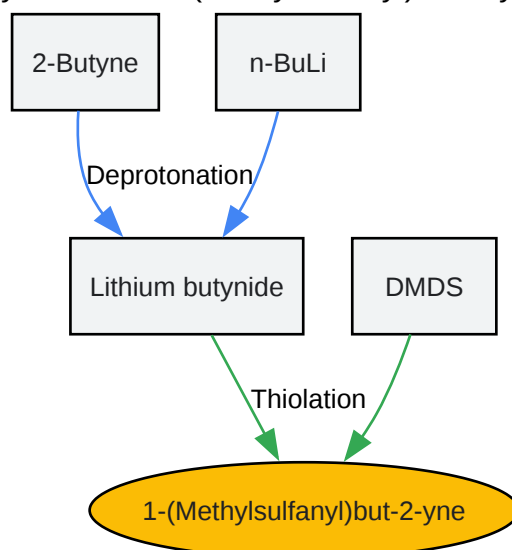 2-Butyne
n-BuLi
Deprotonation
Lithium butynide
DMDS
Thiolation
1-(Methylsulfanyl)but-2-yne